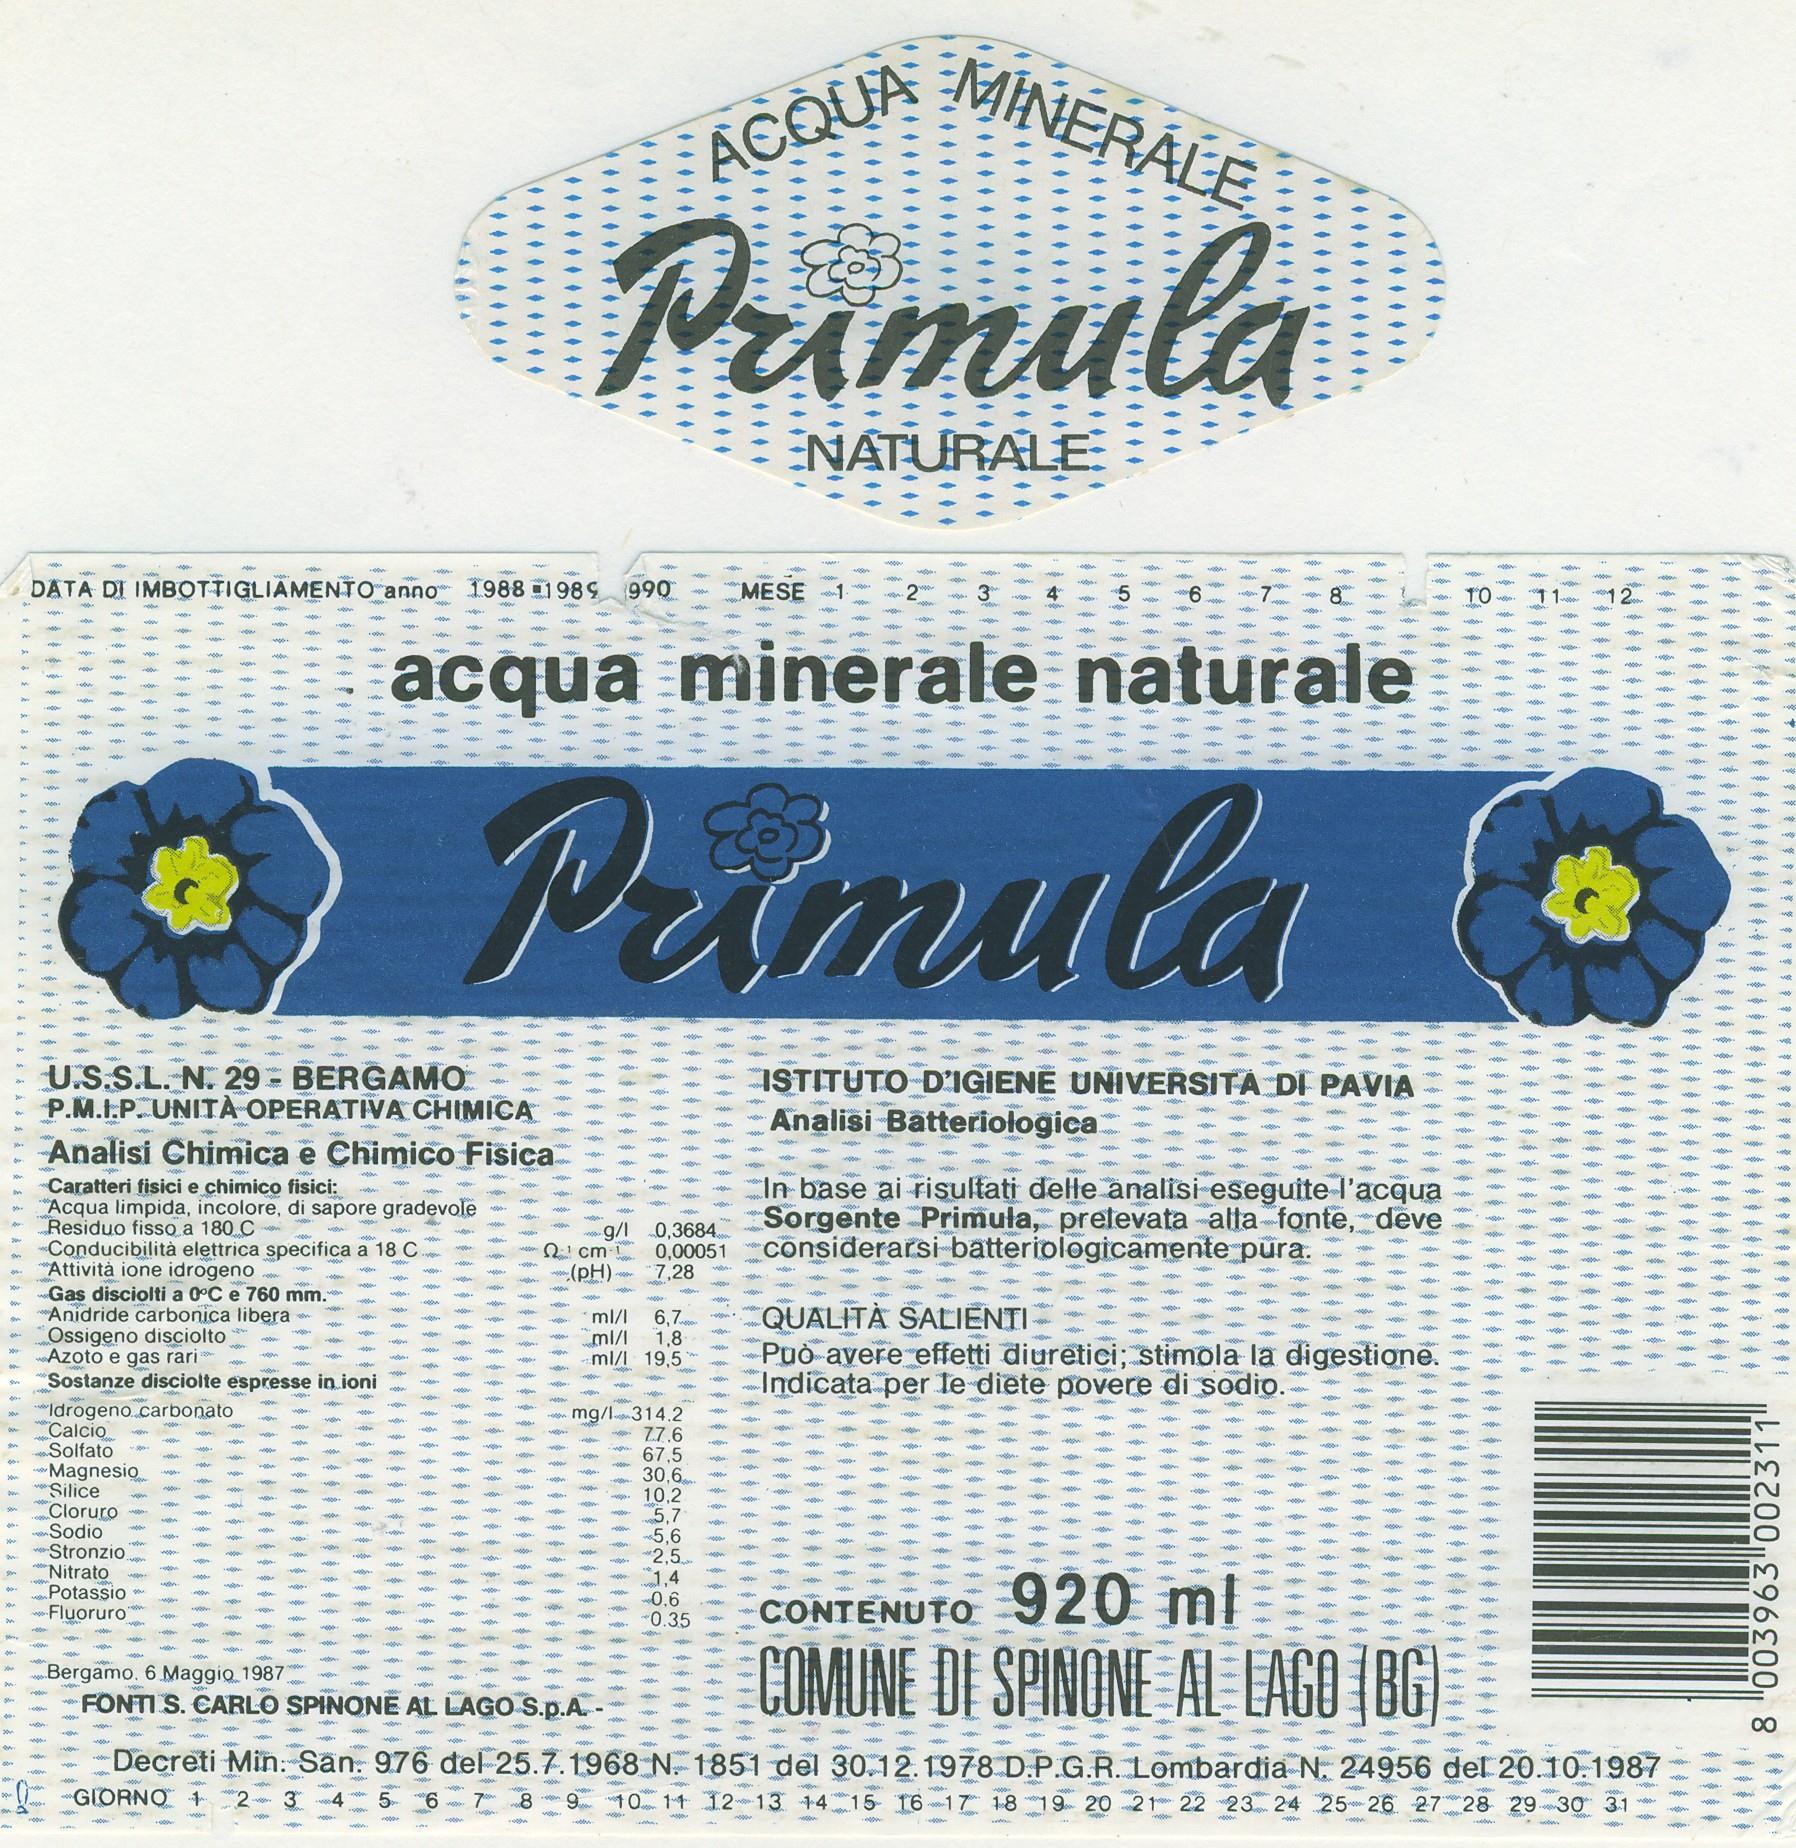 ACQUA MINERALE
Primula
NATURALE
DATA DI IMBOTTIGLIAMENTO anno 1988 1989 990 MESE 1 2 3 4 5 6 7 8 10 11 12
acqua minerale naturale
Primula
U.S.S.L. N. 29 - BERGAMO
P.M.I.P. UNITÀ OPERATIVA CHIMICA
Analisi Chimica e Chimico Fisica
Caratteri fisici e chimico fisici:
Acqua limpida, incolore, di sapore gradevole
Residuo fisso a 180 C g/l 0,3684
Conducibilità elettrica specifica a 18 C Ω-1 cm-1 0,00051
Attività ione idrogeno (pH) 7,28
Gas disciolti a 0°C e 760 mm.
Anidride carbonica libera ml/l 6,7
Ossigeno disciolto ml/l 1,8
Azoto e gas rari ml/l 19,5
Sostanze disciolte espresse in ioni
Idrogeno carbonato mg/l 314.2
Calcio 77,6
Solfato 67,5
Magnesio 30,6
Silice 10,2
Cloruro 5,7
Sodio 5,6
Stronzio 2,5
Nitrato 1,4
Potassio 0.6
Fluoruro 0.35
Bergamo. 6 Maggio 1987
FONTI S. CARLO SPINONE AL LAGO S.p.A. -
ISTITUTO D'IGIENE UNIVERSITÀ DI PAVIA
Analisi Batteriologica
In base ai risultati delle analisi eseguite l'acqua
Sorgente Primula, prelevata alla fonte, deve
considerarsi batteriologicamente pura.
QUALITÀ SALIENTI
Può avere effetti diuretici; stimola la digestione.
Indicata per le diete povere di sodio.
CONTENUTO 920 ml
COMUNE DI SPINONE AL LAGO (BG)
8 003963 002311
Decreti Min. San. 976 del 25.7.1968 N. 1851 del 30.12.1978 D.P.G.R. Lombardia N. 24956 del 20.10.1987
GIORNO 1 2 3 4 5 6 7 8 9 10 11 12 13 14 15 16 17 18 19 20 21 22 23 24 25 26 27 28 29 30 31